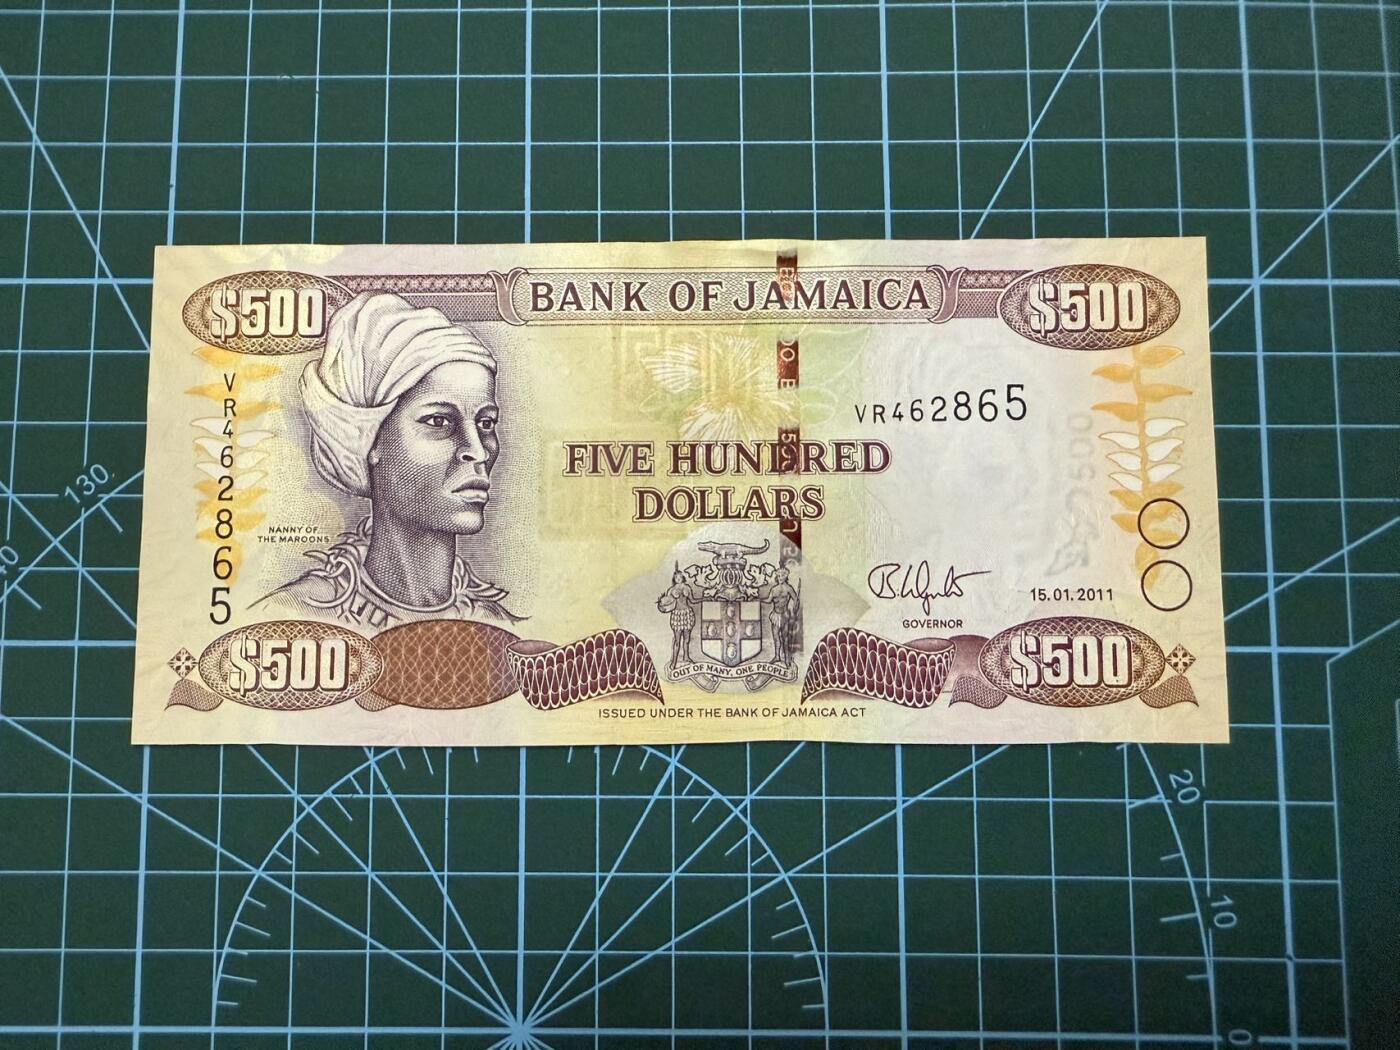 $500
BANK OF JAMAICA
$500
VR462865
VR462865
FIVE HUNDRED
DOLLARS
NANNY OF
THE MAROONS
15.01.2011
GOVERNOR
$500
OUT OF MANY, ONE PEOPLE
$500
ISSUED UNDER THE BANK OF JAMAICA ACT
130
20
10
0